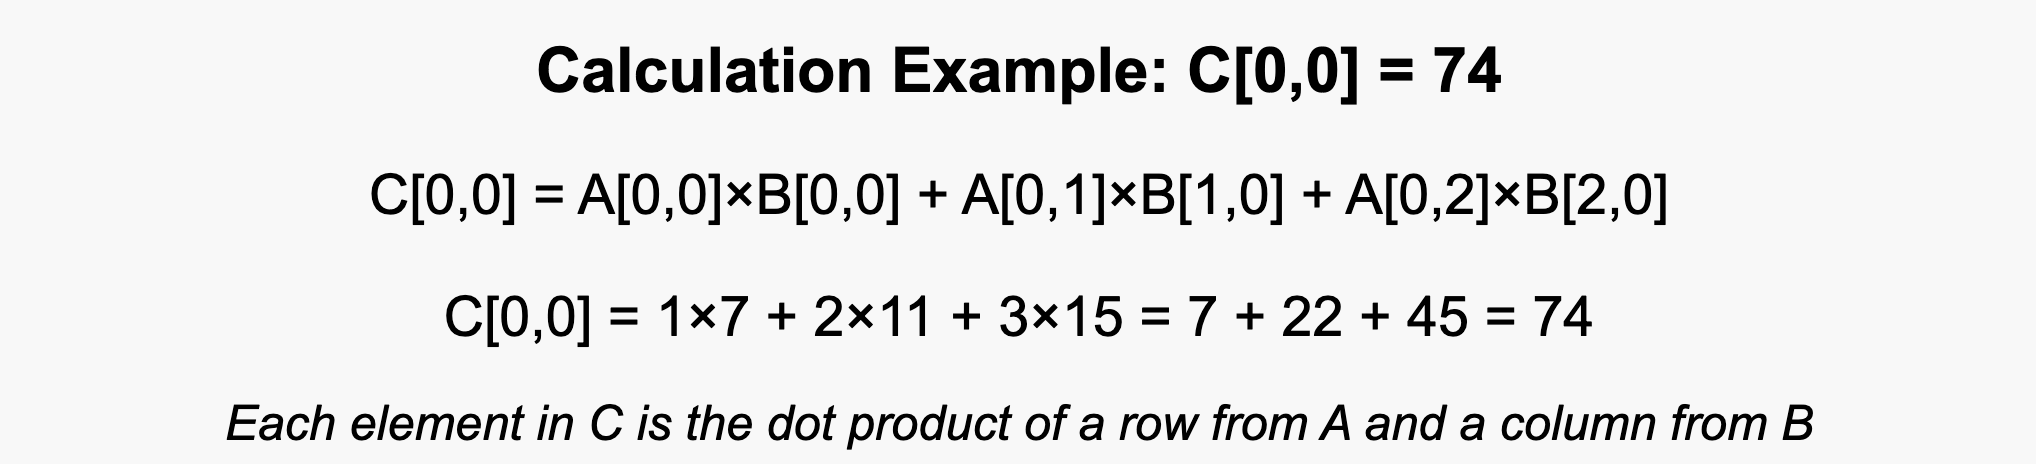 Calculation Example: C[0,0] = 74
C[0,0] = A[0,0]×B[0,0] + A[0,1]×B[1,0] + A[0,2]×B[2,0]
C[0,0] = 1×7 + 2×11 + 3×15 = 7 + 22 + 45 = 74
Each element in C is the dot product of a row from A and a column from B